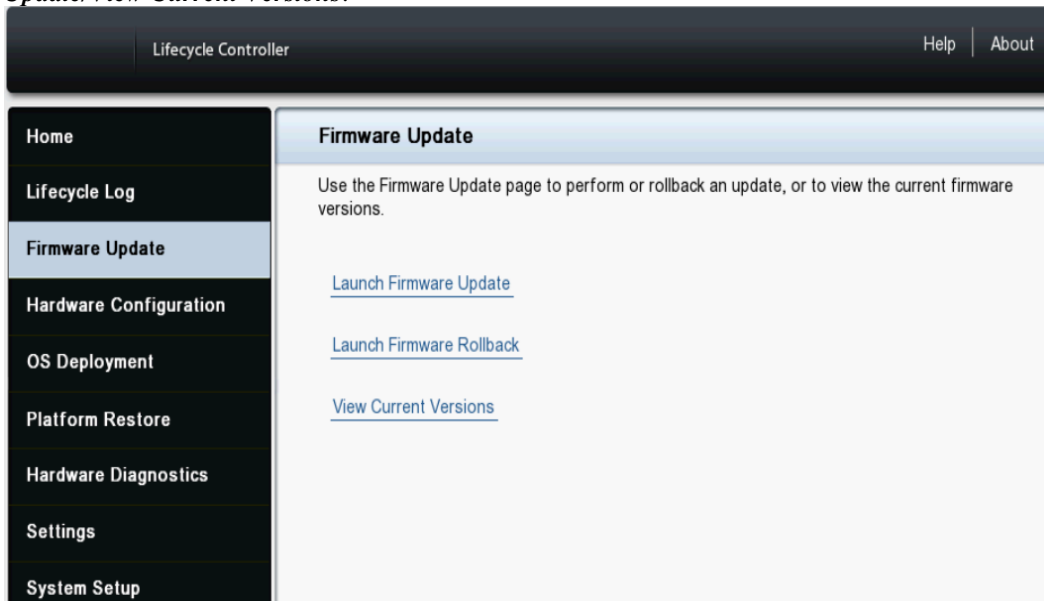 Update/View Current Versions.
Lifecycle Controller
Help
About
Home
Lifecycle Log
Firmware Update
Hardware Configuration
OS Deployment
Platform Restore
Hardware Diagnostics
Settings
System Setup
Firmware Update
Use the Firmware Update page to perform or rollback an update, or to view the current firmware
versions.
Launch Firmware Update
Launch Firmware Rollback
View Current Versions